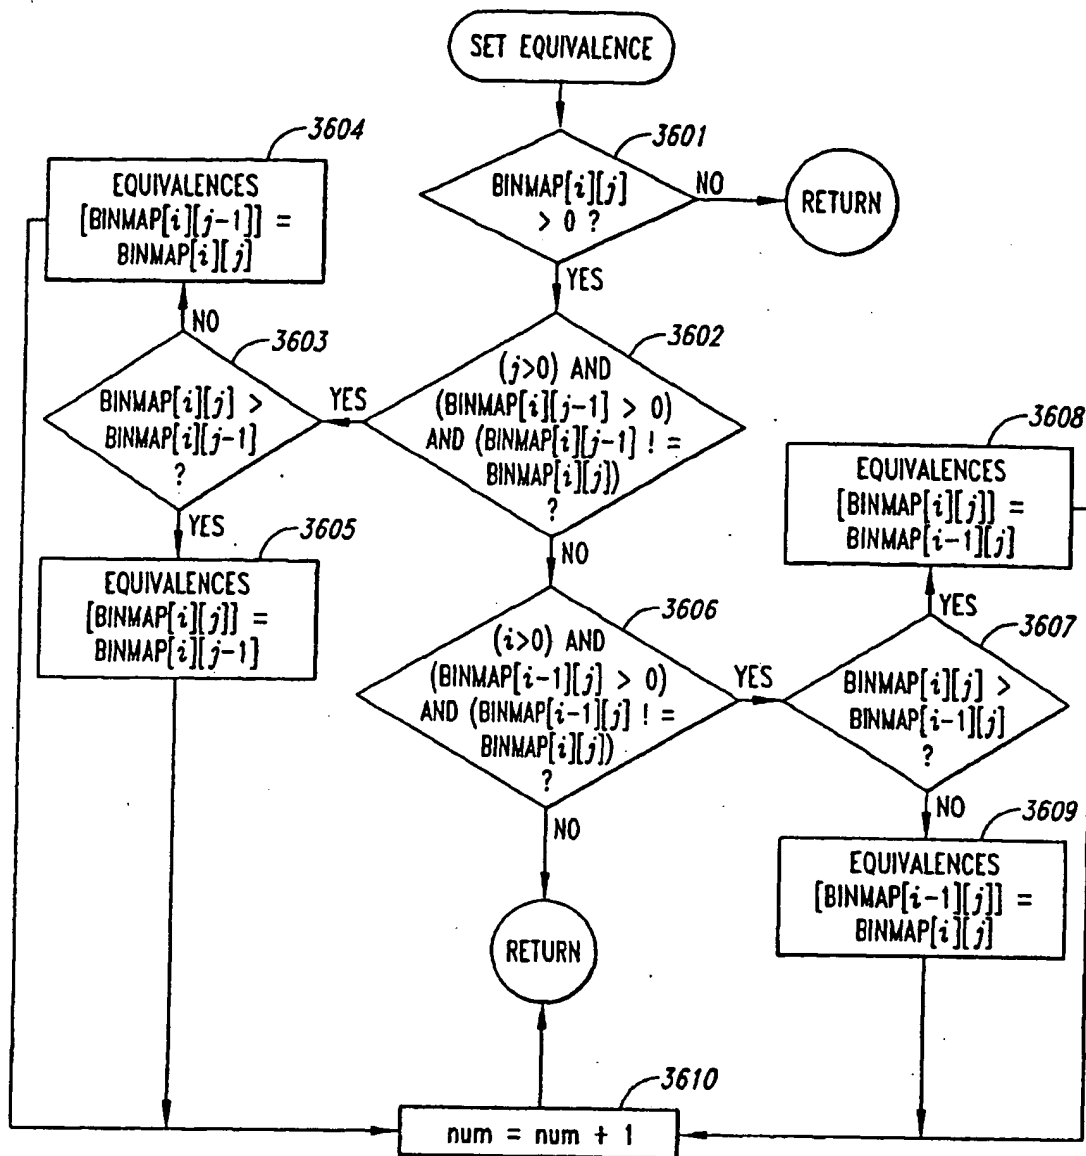 SET EQUIVALENCE
3601
BINMAP[i][j]
> 0 ?
NO
RETURN
YES
3602
(j>0) AND
(BINMAP[i][j-1] > 0)
AND (BINMAP[i][j-1] ! =
BINMAP[i][j])
?
YES
NO
3603
BINMAP[i][j] >
BINMAP[i][j-1]
?
NO
YES
3604
EQUIVALENCES
[BINMAP[i][j-1]] =
BINMAP[i][j]
3605
EQUIVALENCES
[BINMAP[i][j]] =
BINMAP[i][j-1]
3606
(i>0) AND
(BINMAP[i-1][j] > 0)
AND (BINMAP[i-1][j] ! =
BINMAP[i][j])
?
YES
NO
RETURN
3607
BINMAP[i][j] >
BINMAP[i-1][j]
?
YES
NO
3608
EQUIVALENCES
[BINMAP[i][j]] =
BINMAP[i-1][j]
3609
EQUIVALENCES
[BINMAP[i-1][j]] =
BINMAP[i][j]
3610
num = num + 1